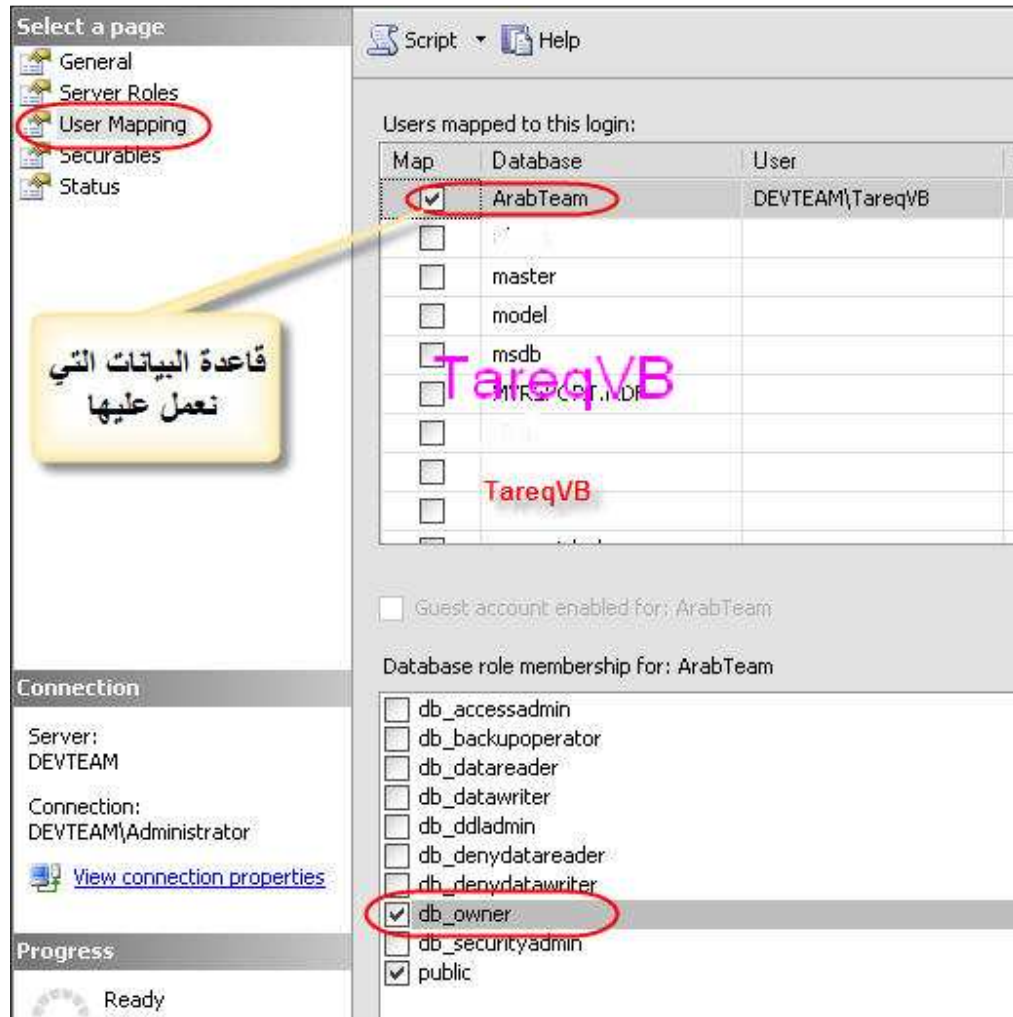 Select a page
General
Server Roles
User Mapping
Securables
Status
Script Help
Users mapped to this login:
Map Database User
ArabTeam DEVTEAM\TareqVB
master
model
msdb
TareqVB
TareqVB
قاعدة البيانات التي
نعمل عليها
Guest account enabled for: ArabTeam
Database role membership for: ArabTeam
db_accessadmin
db_backupoperator
db_datareader
db_datawriter
db_ddladmin
db_denydatareader
db_denydatawriter
db_owner
db_securityadmin
public
Connection
Server:
DEVTEAM
Connection:
DEVTEAM\Administrator
View connection properties
Progress
Ready